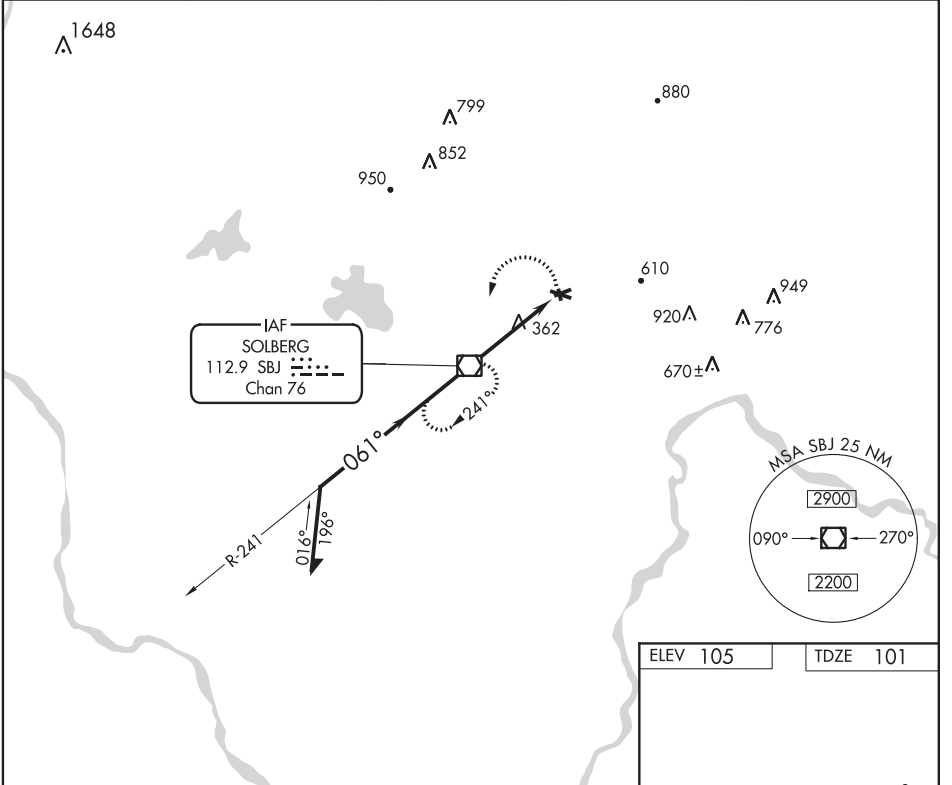 1648
799
880
852
950
610
949
920
776
362
670±
IAF
SOLBERG
112.9 SBJ
Chan 76
241°
061°
R-241
016°
196°
MSA SBJ 25 NM
2900
090°
270°
2200
ELEV 105
TDZE 101